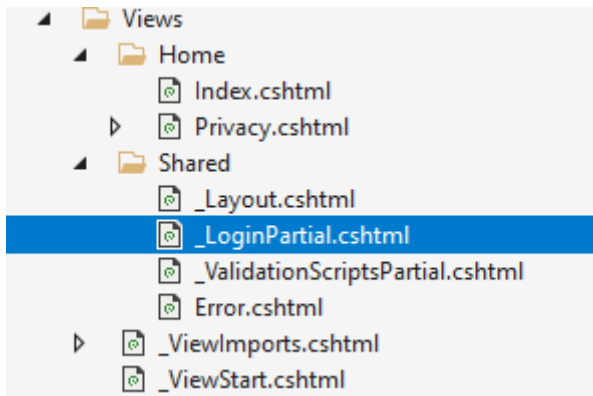 Views
Home
Index.cshtml
Privacy.cshtml
Shared
_Layout.cshtml
_LoginPartial.cshtml
_ValidationScriptsPartial.cshtml
Error.cshtml
_ViewImports.cshtml
_ViewStart.cshtml